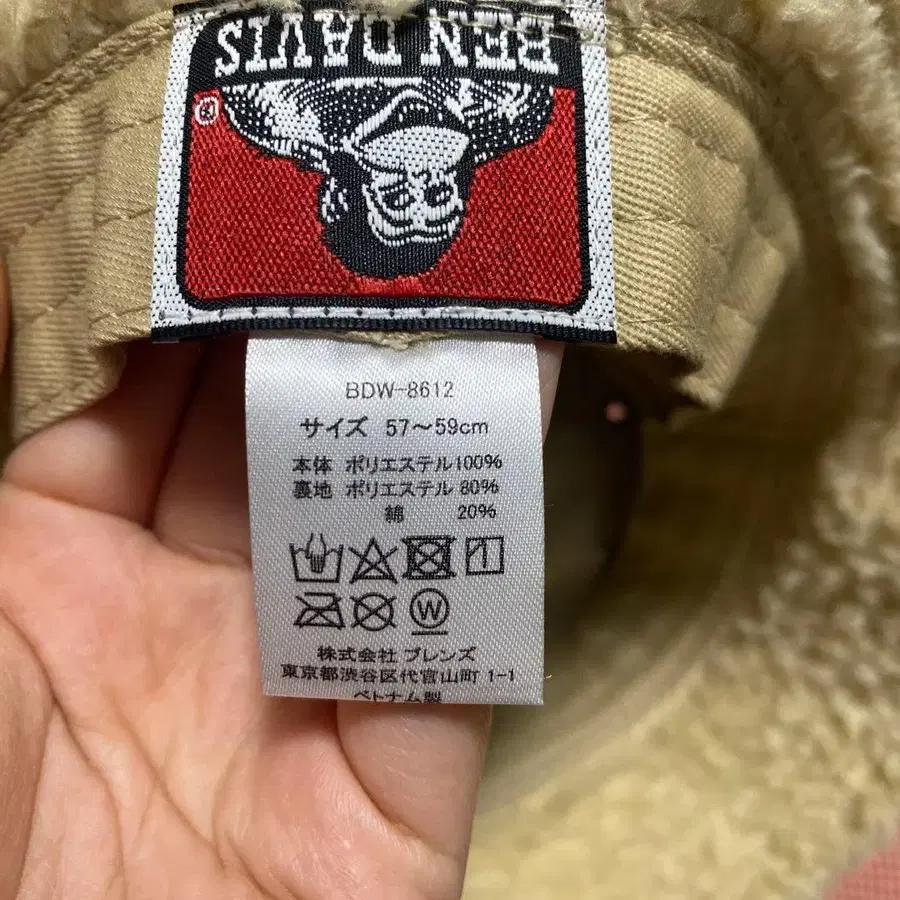 BEN DAVIS
®
BDW-8612
サイズ 57～59cm
本体 ポリエステル100%
裏地 ポリエステル 80%
綿 20%
W
株式会社 ブレンズ
東京都渋谷区代官山町 1-1
ベトナム製